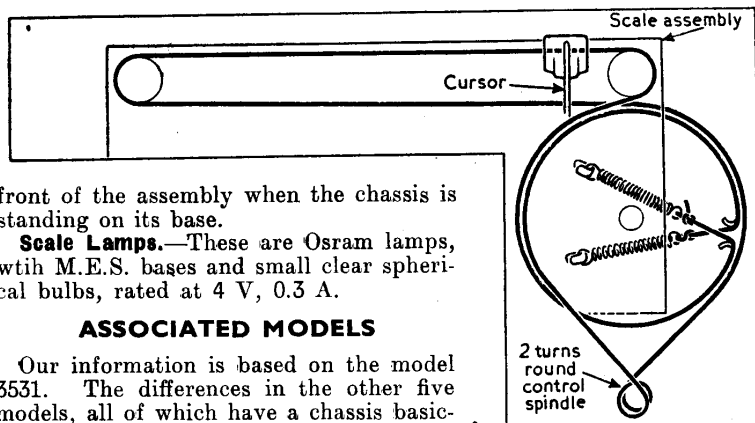 Scale assembly
Cursor
front of the assembly when the chassis is
standing on its base.
Scale Lamps.—These are Osram lamps,
wtih M.E.S. bases and small clear spheri-
cal bulbs, rated at 4 V, 0.3 A.
ASSOCIATED MODELS
Our information is based on the model
3531. The differences in the other five
models, all of which have a chassis basic-
2 turns
round
control
spindle